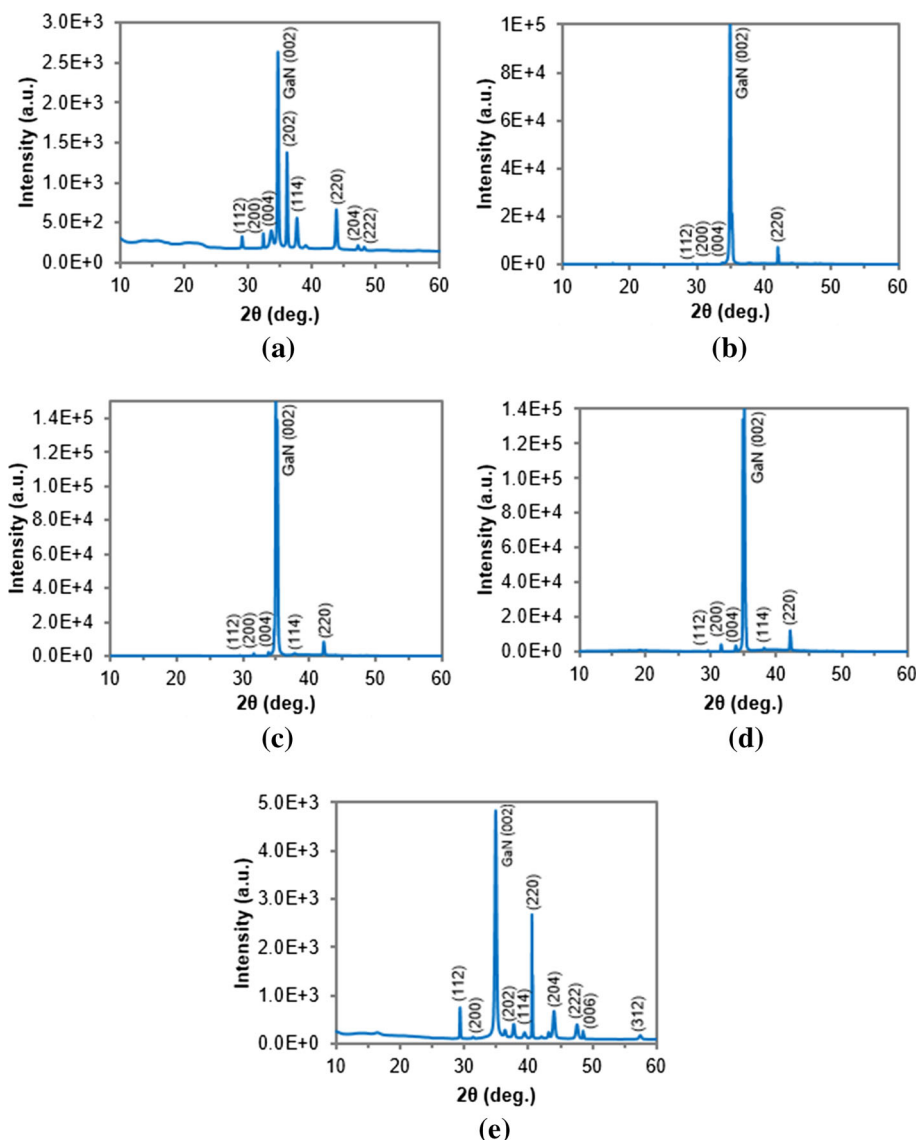 3.0E+3
2.5E+3
2.0E+3
1.5E+3
1.0E+3
5.0E+2
0.0E+0
Intensity (a.u.)
(112)
(200)
(004)
GaN (002)
(202)
(114)
(220)
(204)
(222)
10 20 30 40 50 60
2θ (deg.)
(a)
1E+5
8E+4
6E+4
4E+4
2E+4
0E+0
Intensity (a.u.)
(112)
(200)
(004)
GaN (002)
(220)
10 20 30 40 50 60
2θ (deg.)
(b)
1.4E+5
1.2E+5
1.0E+5
8.0E+4
6.0E+4
4.0E+4
2.0E+4
0.0E+0
Intensity (a.u.)
(112)
(200)
(004)
GaN (002)
(114)
(220)
10 20 30 40 50 60
2θ (deg.)
(c)
1.4E+5
1.2E+5
1.0E+5
8.0E+4
6.0E+4
4.0E+4
2.0E+4
0.0E+0
Intensity (a.u.)
(112)
(200)
(004)
GaN (002)
(114)
(220)
10 20 30 40 50 60
2θ (deg.)
(d)
5.0E+3
4.0E+3
3.0E+3
2.0E+3
1.0E+3
0.0E+0
Intensity (a.u.)
(112)
(200)
GaN (002)
(202)
(114)
(220)
(204)
(222)
(006)
(312)
10 20 30 40 50 60
2θ (deg.)
(e)